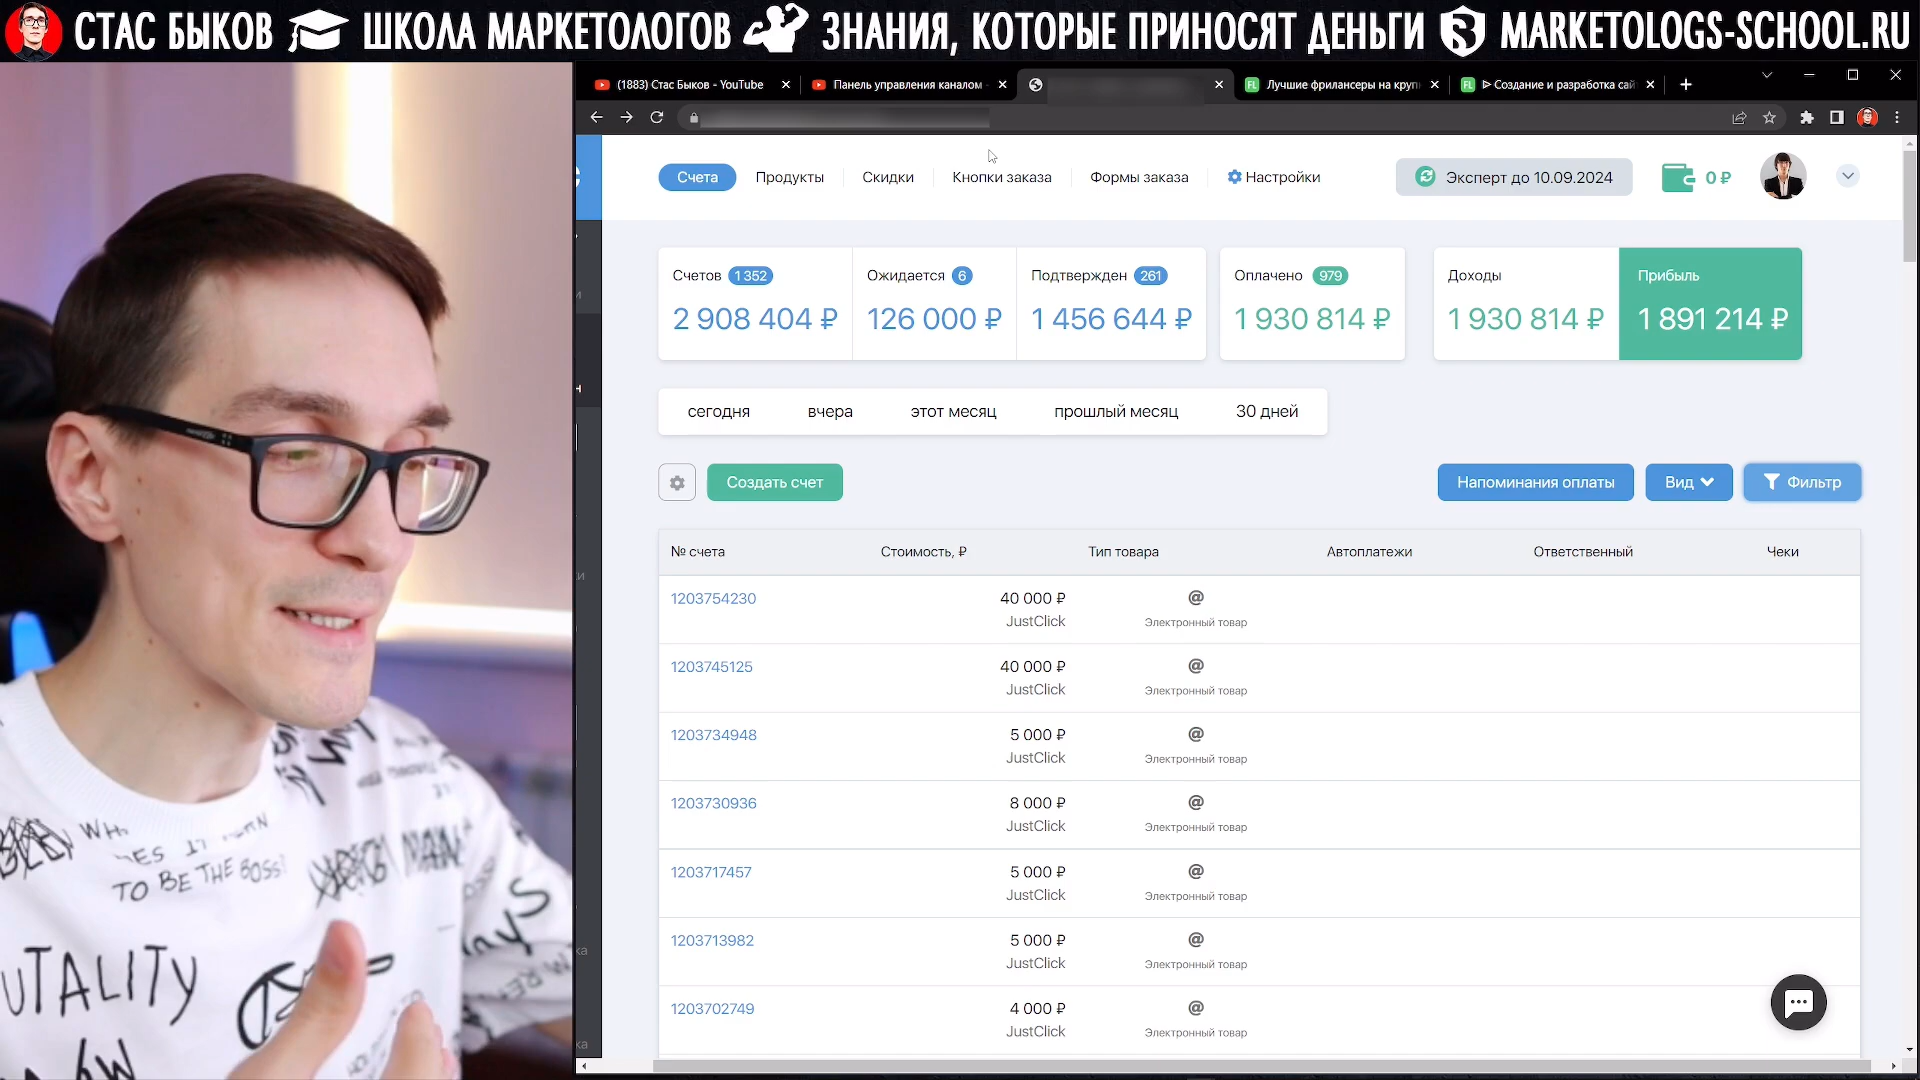 СТАС БЫКОВ ШКОЛА МАРКЕТОЛОГОВ ЗНАНИЯ, КОТОРЫЕ ПРИНОСЯТ ДЕНЬГИ MARKETOLOGS-SCHOOL.RU
(1883) Стас Быков - YouTube
Панель управления каналом -
Лучшие фрилансеры на круп
Создание и разработка сай
Счета
Продукты
Скидки
Кнопки заказа
Формы заказа
Настройки
Эксперт до 10.09.2024
0 ₽
Счетов 1 352
2 908 404 ₽
Ожидается 6
126 000 ₽
Подтвержден 261
1 456 644 ₽
Оплачено 979
1 930 814 ₽
Доходы
1 930 814 ₽
Прибыль
1 891 214 ₽
сегодня вчера этот месяц прошлый месяц 30 дней
Создать счет
Напоминания оплаты
Вид
Фильтр
№ счета Стоимость, ₽ Тип товара Автоплатежи Ответственный Чеки
1203754230 40 000 ₽ @
JustClick Электронный товар
1203745125 40 000 ₽ @
JustClick Электронный товар
1203734948 5 000 ₽ @
JustClick Электронный товар
1203730936 8 000 ₽ @
JustClick Электронный товар
1203717457 5 000 ₽ @
JustClick Электронный товар
1203713982 5 000 ₽ @
JustClick Электронный товар
1203702749 4 000 ₽ @
JustClick Электронный товар
TO BE THE BOSS?
UTALITY